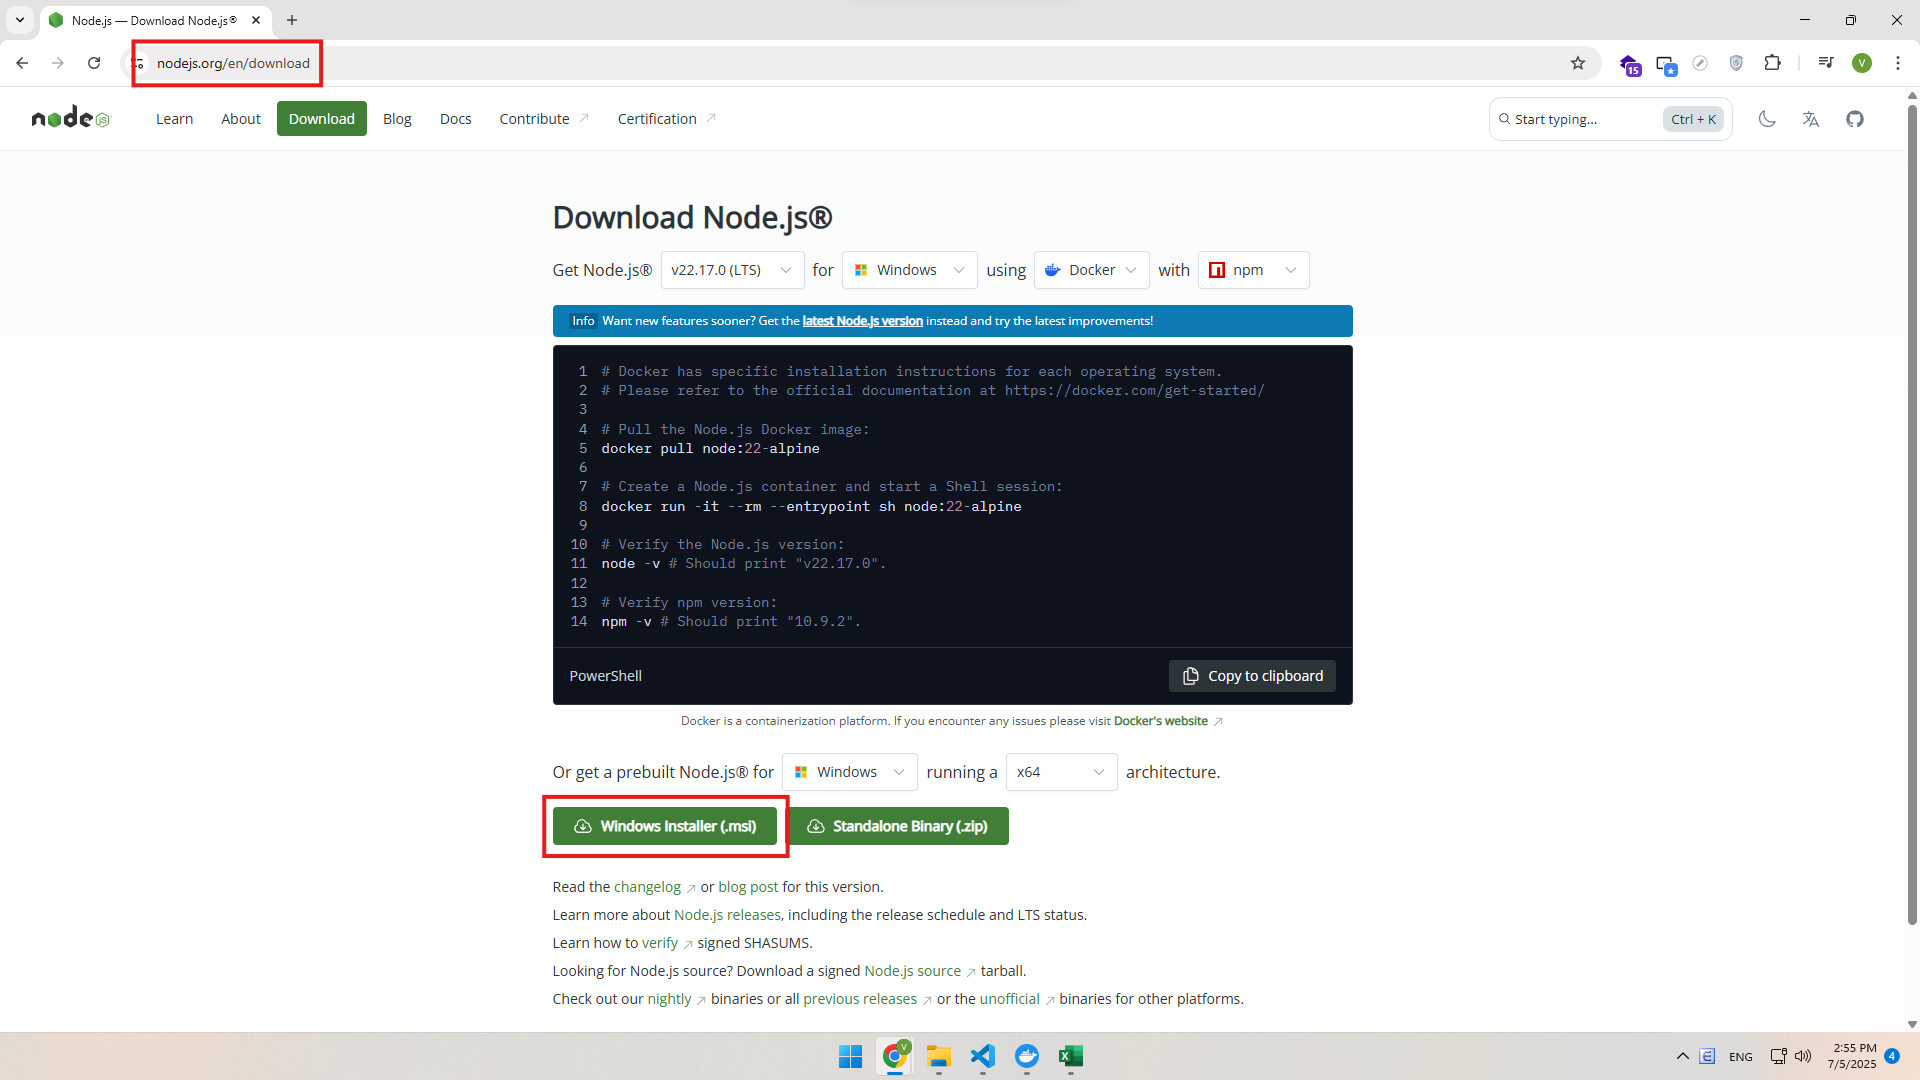 Node.js — Download Node.js®
nodejs.org/en/download
15
V
node JS
Learn
About
Download
Blog
Docs
Contribute
Certification
Start typing...
Ctrl + K
Download Node.js®
Get Node.js® v22.17.0 (LTS) for Windows using Docker with npm
Info Want new features sooner? Get the latest Node.js version instead and try the latest improvements!
1 # Docker has specific installation instructions for each operating system.
2 # Please refer to the official documentation at https://docker.com/get-started/
3
4 # Pull the Node.js Docker image:
5 docker pull node:22-alpine
6
7 # Create a Node.js container and start a Shell session:
8 docker run -it --rm --entrypoint sh node:22-alpine
9
10 # Verify the Node.js version:
11 node -v # Should print "v22.17.0".
12
13 # Verify npm version:
14 npm -v # Should print "10.9.2".
PowerShell
Copy to clipboard
Docker is a containerization platform. If you encounter any issues please visit Docker's website
Or get a prebuilt Node.js® for Windows running a x64 architecture.
Windows Installer (.msi)
Standalone Binary (.zip)
Read the changelog or blog post for this version.
Learn more about Node.js releases, including the release schedule and LTS status.
Learn how to verify signed SHASUMS.
Looking for Node.js source? Download a signed Node.js source tarball.
Check out our nightly binaries or all previous releases or the unofficial binaries for other platforms.
V
ENG
2:55 PM
7/5/2025
4